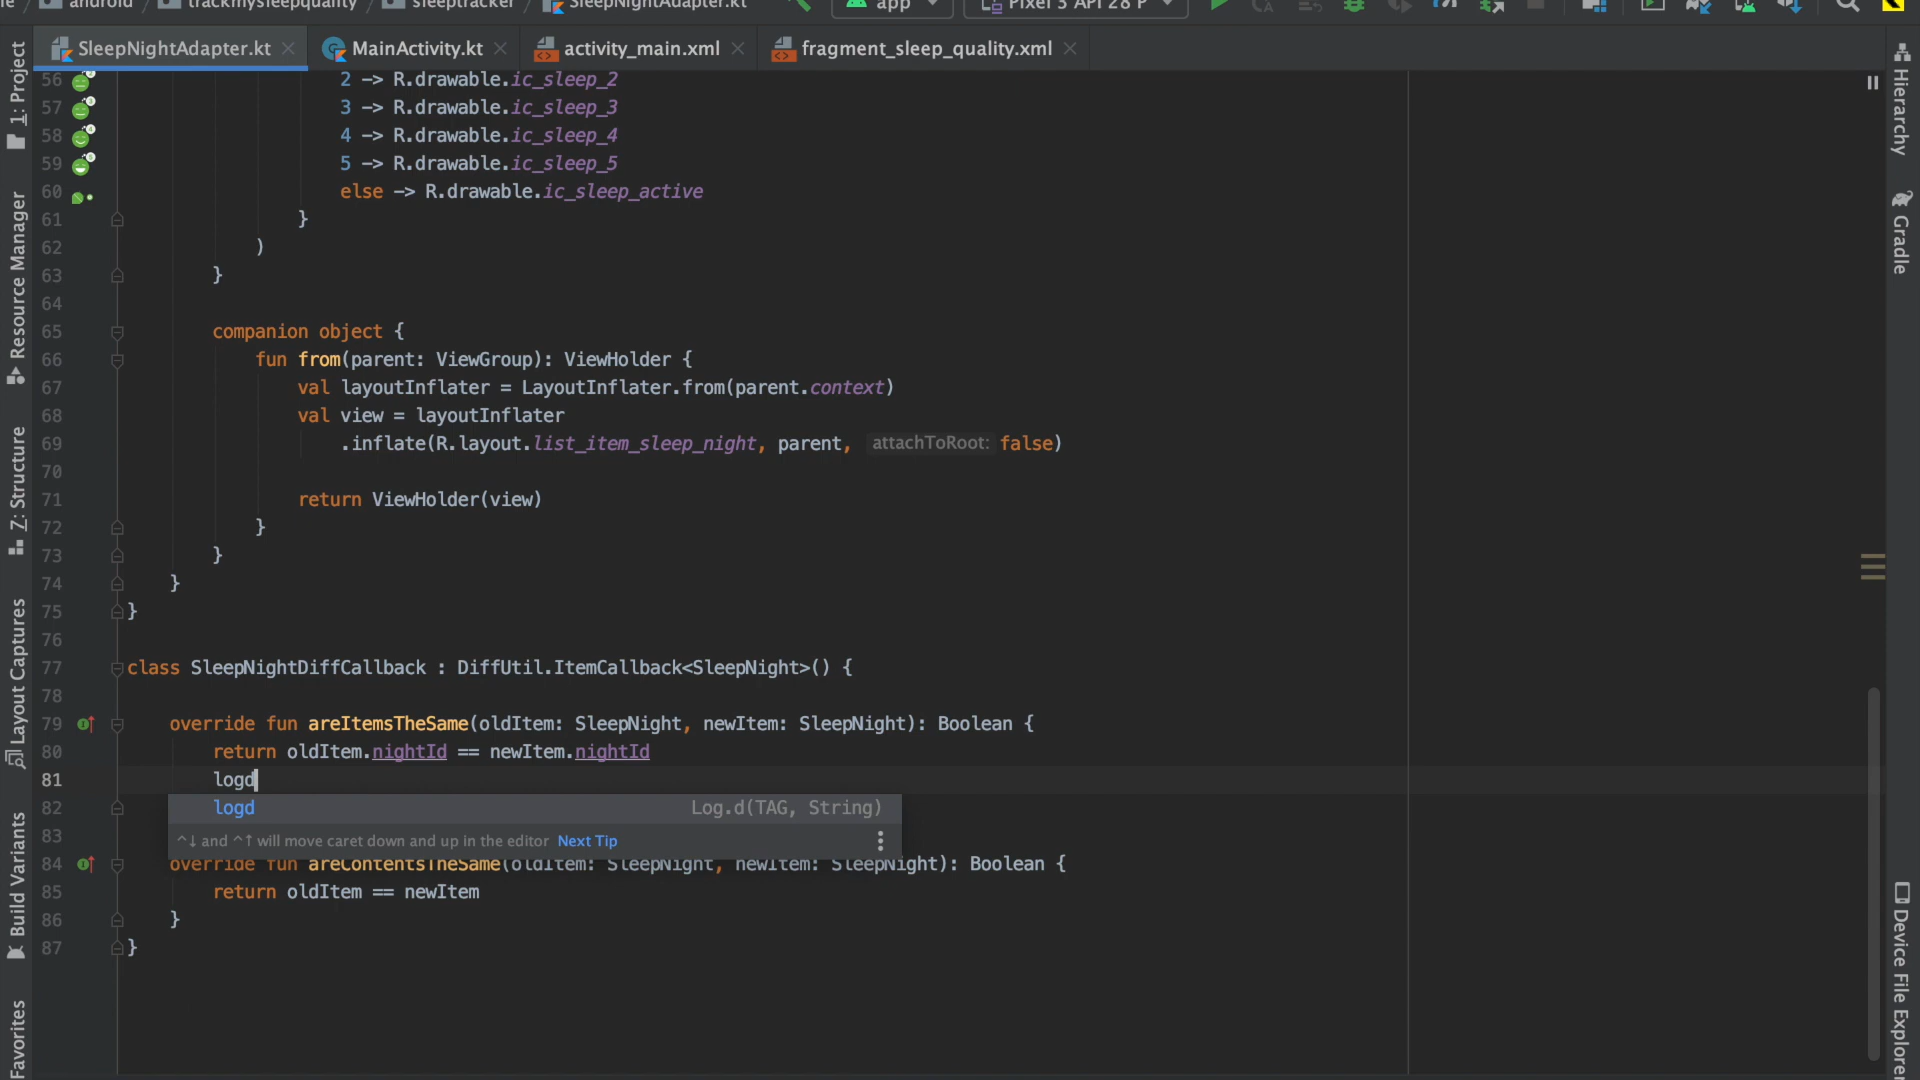 android
trackmysleepquality
sleeptracker
SleepNightAdapter.kt
app
Pixel 3 API 28 P
SleepNightAdapter.kt
MainActivity.kt
activity_main.xml
fragment_sleep_quality.xml
1: Project
Resource Manager
Z: Structure
Layout Captures
Build Variants
Favorites
56 2 -> R.drawable.ic_sleep_2
57 3 -> R.drawable.ic_sleep_3
58 4 -> R.drawable.ic_sleep_4
59 5 -> R.drawable.ic_sleep_5
60 else -> R.drawable.ic_sleep_active
61 }
62 )
63 }
64
65 companion object {
66 fun from(parent: ViewGroup): ViewHolder {
67 val layoutInflater = LayoutInflater.from(parent.context)
68 val view = layoutInflater
69 .inflate(R.layout.list_item_sleep_night, parent, attachToRoot: false)
70
71 return ViewHolder(view)
72 }
73 }
74 }
75 }
76
77 class SleepNightDiffCallback : DiffUtil.ItemCallback<SleepNight>() {
78
79 override fun areItemsTheSame(oldItem: SleepNight, newItem: SleepNight): Boolean {
80 return oldItem.nightId == newItem.nightId
81 logd
82 logd Log.d(TAG, String)
83 ^↓ and ^↑ will move caret down and up in the editor Next Tip
84 override fun areContentsTheSame(oldItem: SleepNight, newItem: SleepNight): Boolean {
85 return oldItem == newItem
86 }
87 }
Hierarchy
Gradle
Device File Explorer